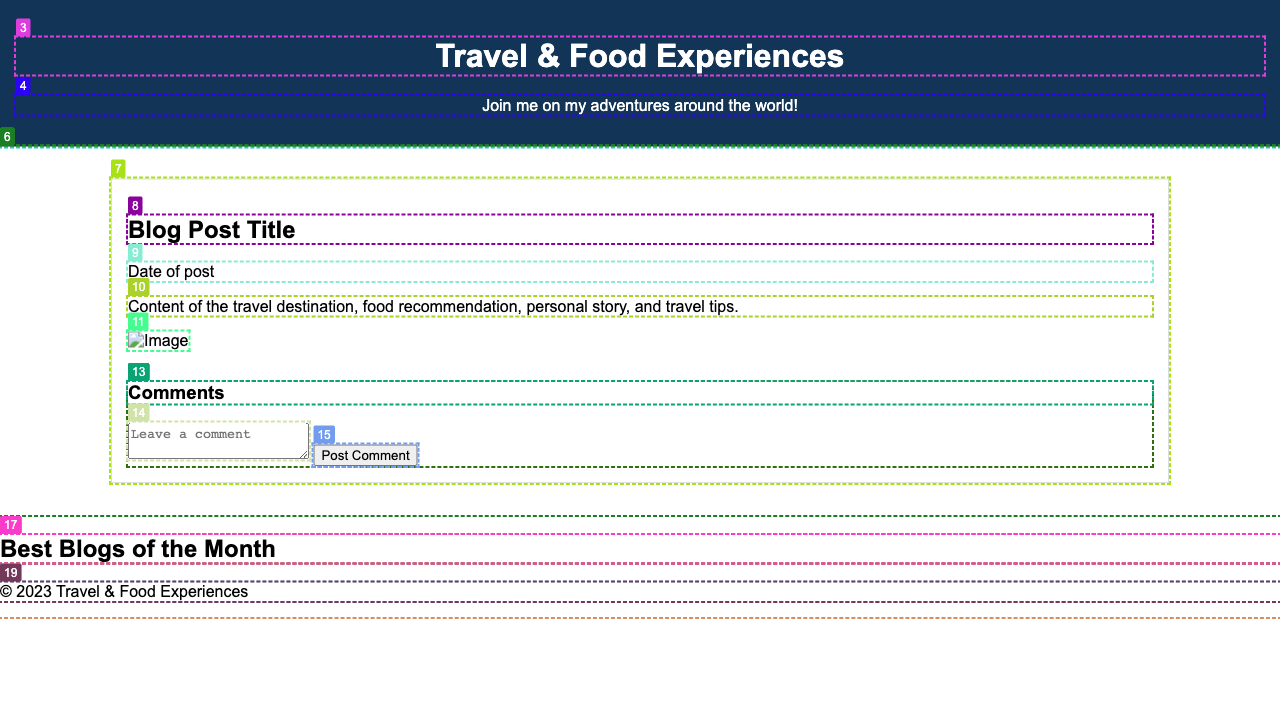 3
Travel & Food Experiences
4
Join me on my adventures around the world!
6
7
8
Blog Post Title
9
Date of post
10
Content of the travel destination, food recommendation, personal story, and travel tips.
11
Image
13
Comments
14
Leave a comment
15
Post Comment
17
Best Blogs of the Month
19
© 2023 Travel & Food Experiences